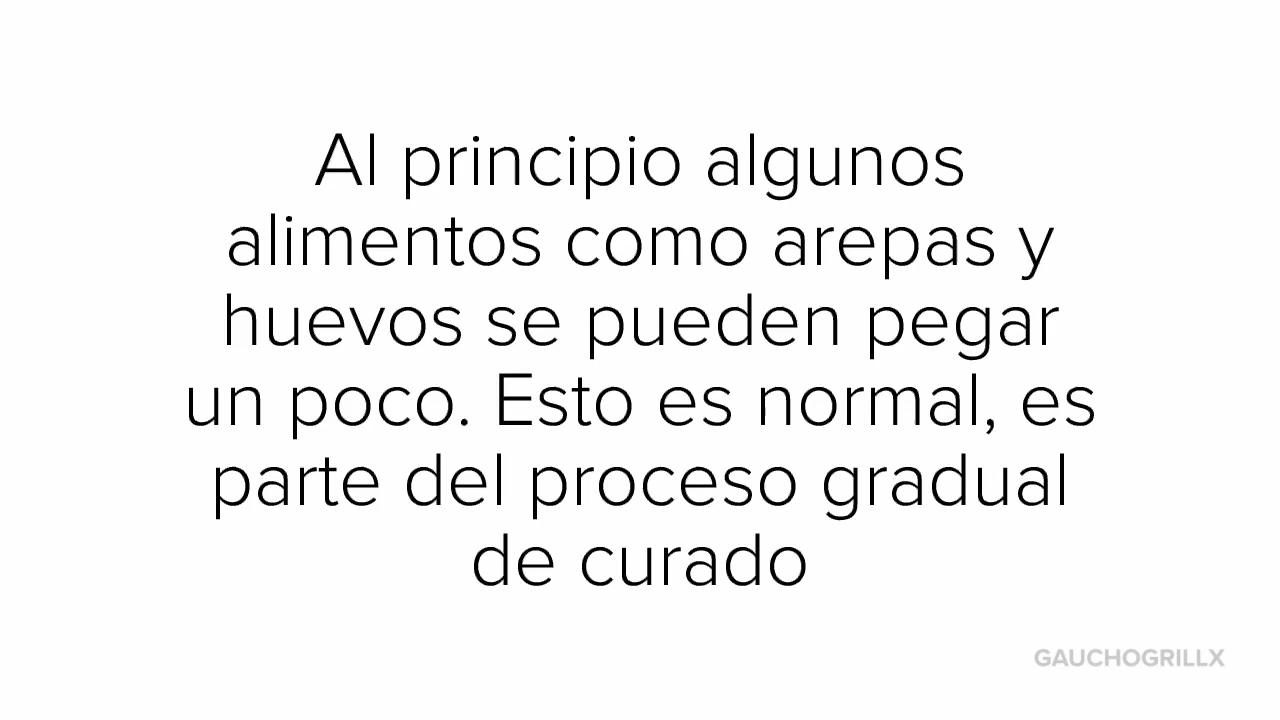 Al principio algunos
alimentos como arepas y
huevos se pueden pegar
un poco. Esto es normal, es
parte del proceso gradual
de curado
GAUCHOGRILLX